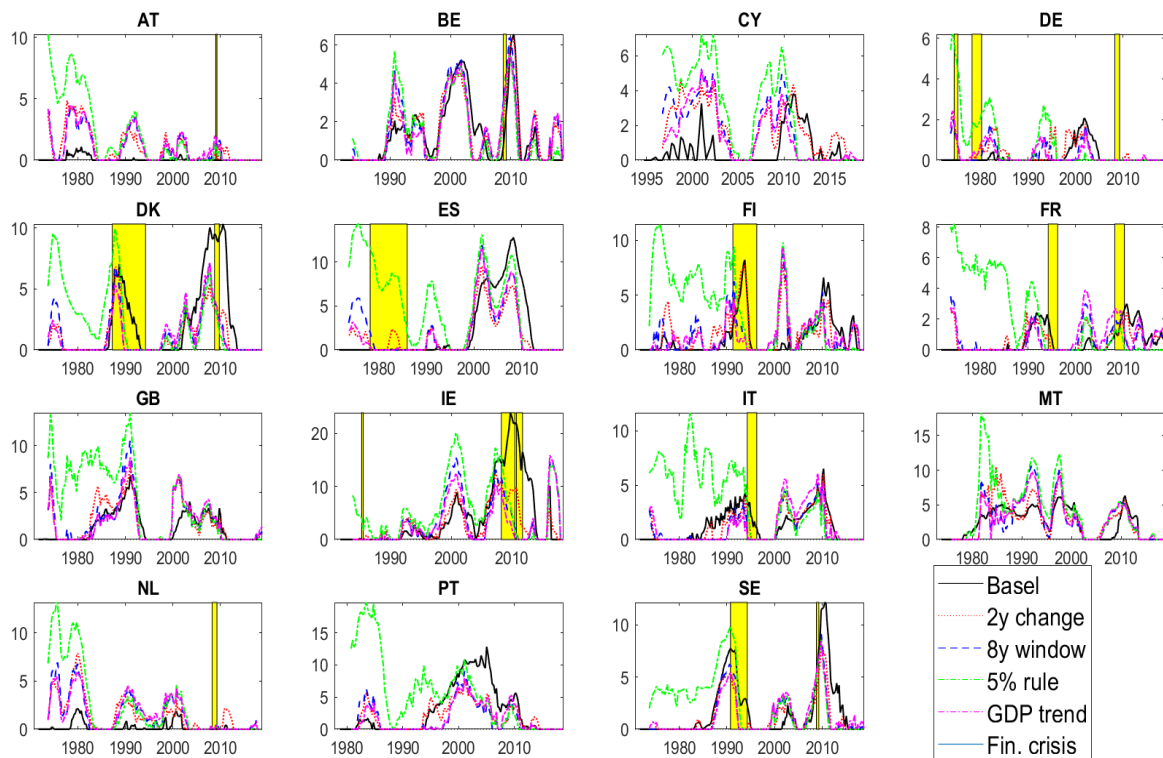 AT
BE
CY
DE
10
5
0
1980 1990 2000 2010
6
4
2
0
1990 2000 2010
6
4
2
0
1995 2000 2005 2010 2015
6
4
2
0
1980 1990 2000 2010
DK
ES
FI
FR
10
5
0
1980 1990 2000 2010
15
10
5
0
1980 1990 2000 2010
10
5
0
1980 1990 2000 2010
8
6
4
2
0
1980 1990 2000 2010
GB
IE
IT
MT
10
5
0
1980 1990 2000 2010
20
10
0
1990 2000 2010
10
5
0
1980 1990 2000 2010
15
10
5
0
1980 1990 2000 2010
NL
PT
SE
10
5
0
1980 1990 2000 2010
15
10
5
0
1980 1990 2000 2010
10
5
0
1980 1990 2000 2010
Basel
2y change
8y window
5% rule
GDP trend
Fin. crisis